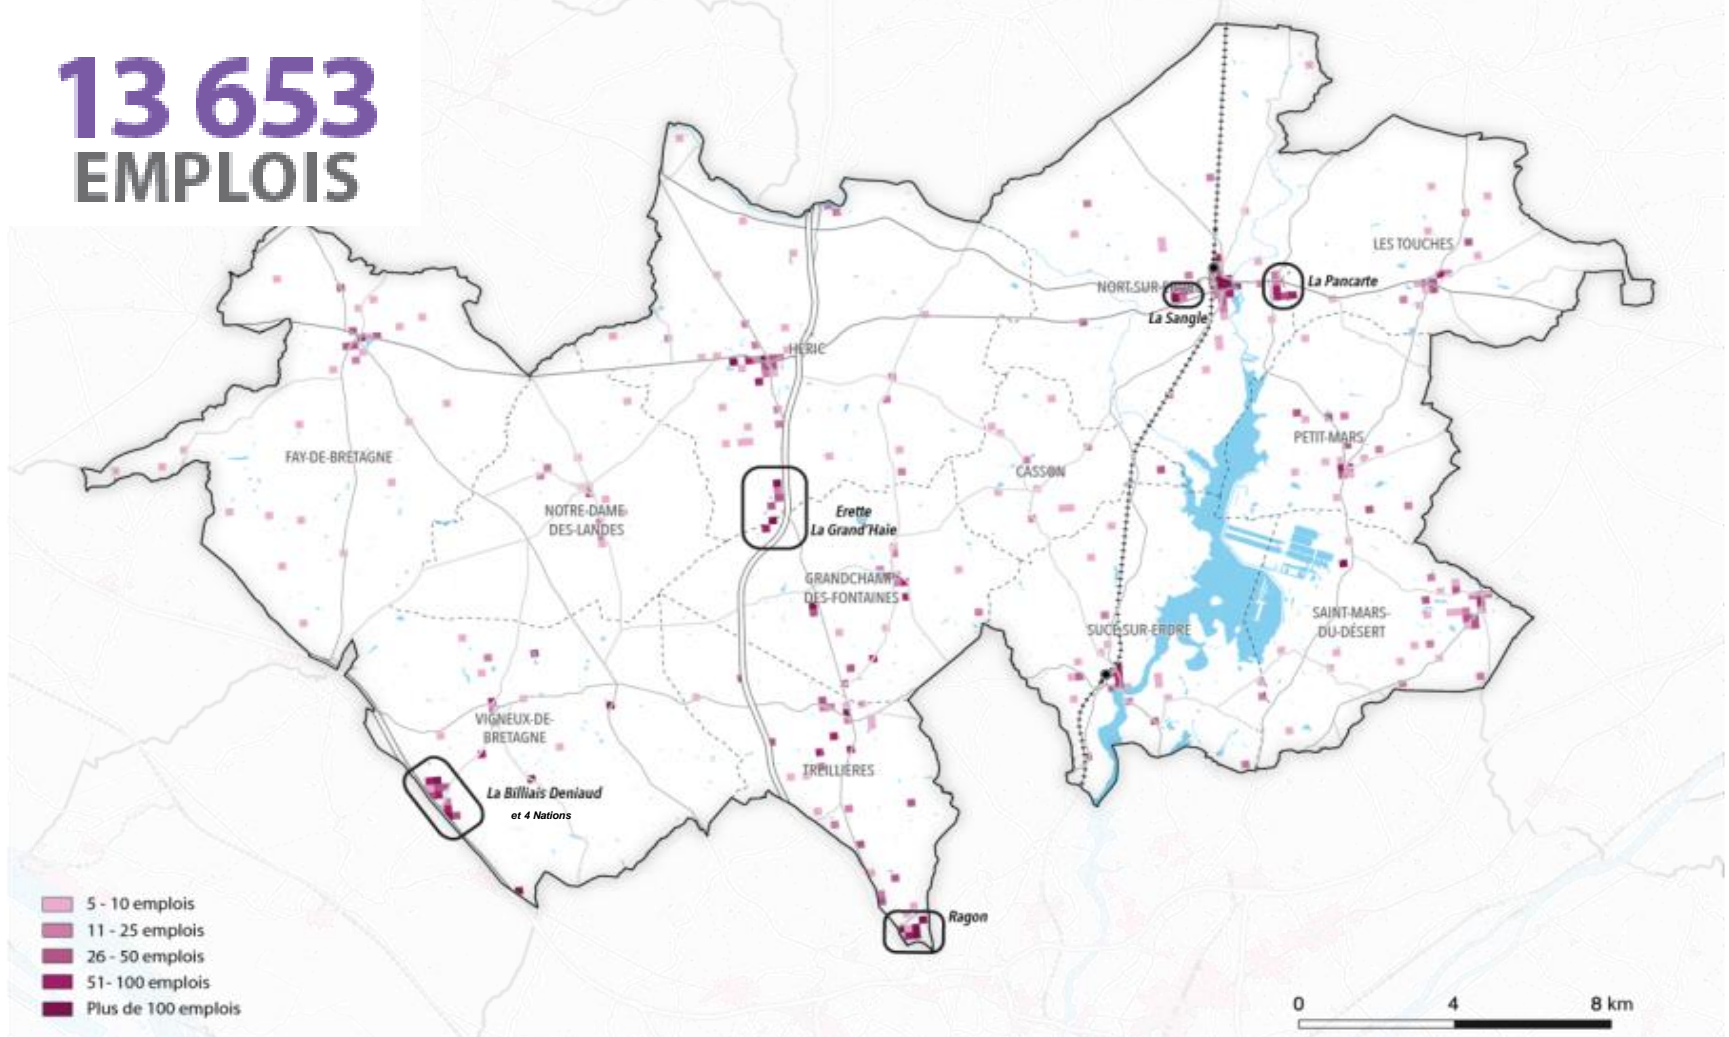 13 653
EMPLOIS
LES TOUCHES
La Pancarte
NORT-SUR-ERDRE
La Sangle
HÉRIC
PETIT-MARS
FAY-DE-BRETAGNE
CASSON
NOTRE-DAME-
DES-LANDES
Erette
La Grand'Haie
GRANDCHAMP-
DES-FONTAINES
SAINT-MARS-
DU-DÉSERT
SUCÉ-SUR-ERDRE
VIGNEUX-DE-
BRETAGNE
TREILLIÈRES
La Billiais Deniaud
et 4 Nations
Ragon
5 - 10 emplois
11 - 25 emplois
26 - 50 emplois
51- 100 emplois
Plus de 100 emplois
0 4 8 km